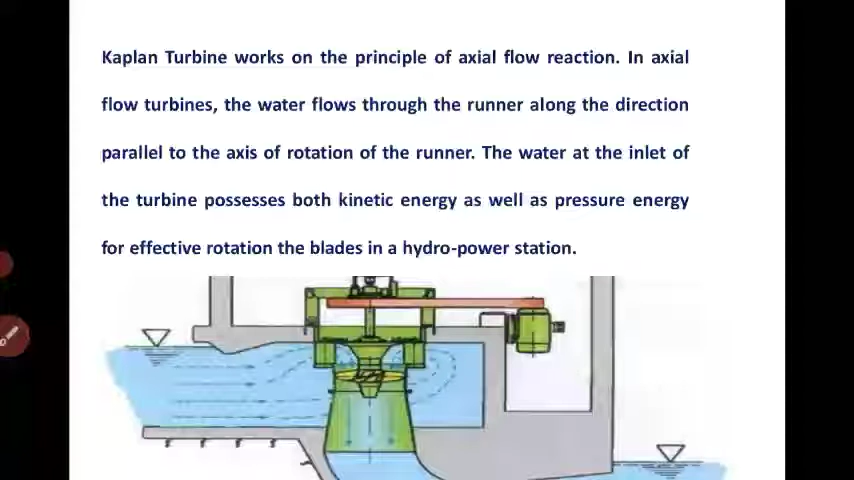 Kaplan Turbine works on the principle of axial flow reaction. In axial
flow turbines, the water flows through the runner along the direction
parallel to the axis of rotation of the runner. The water at the inlet of
the turbine possesses both kinetic energy as well as pressure energy
for effective rotation the blades in a hydro-power station.